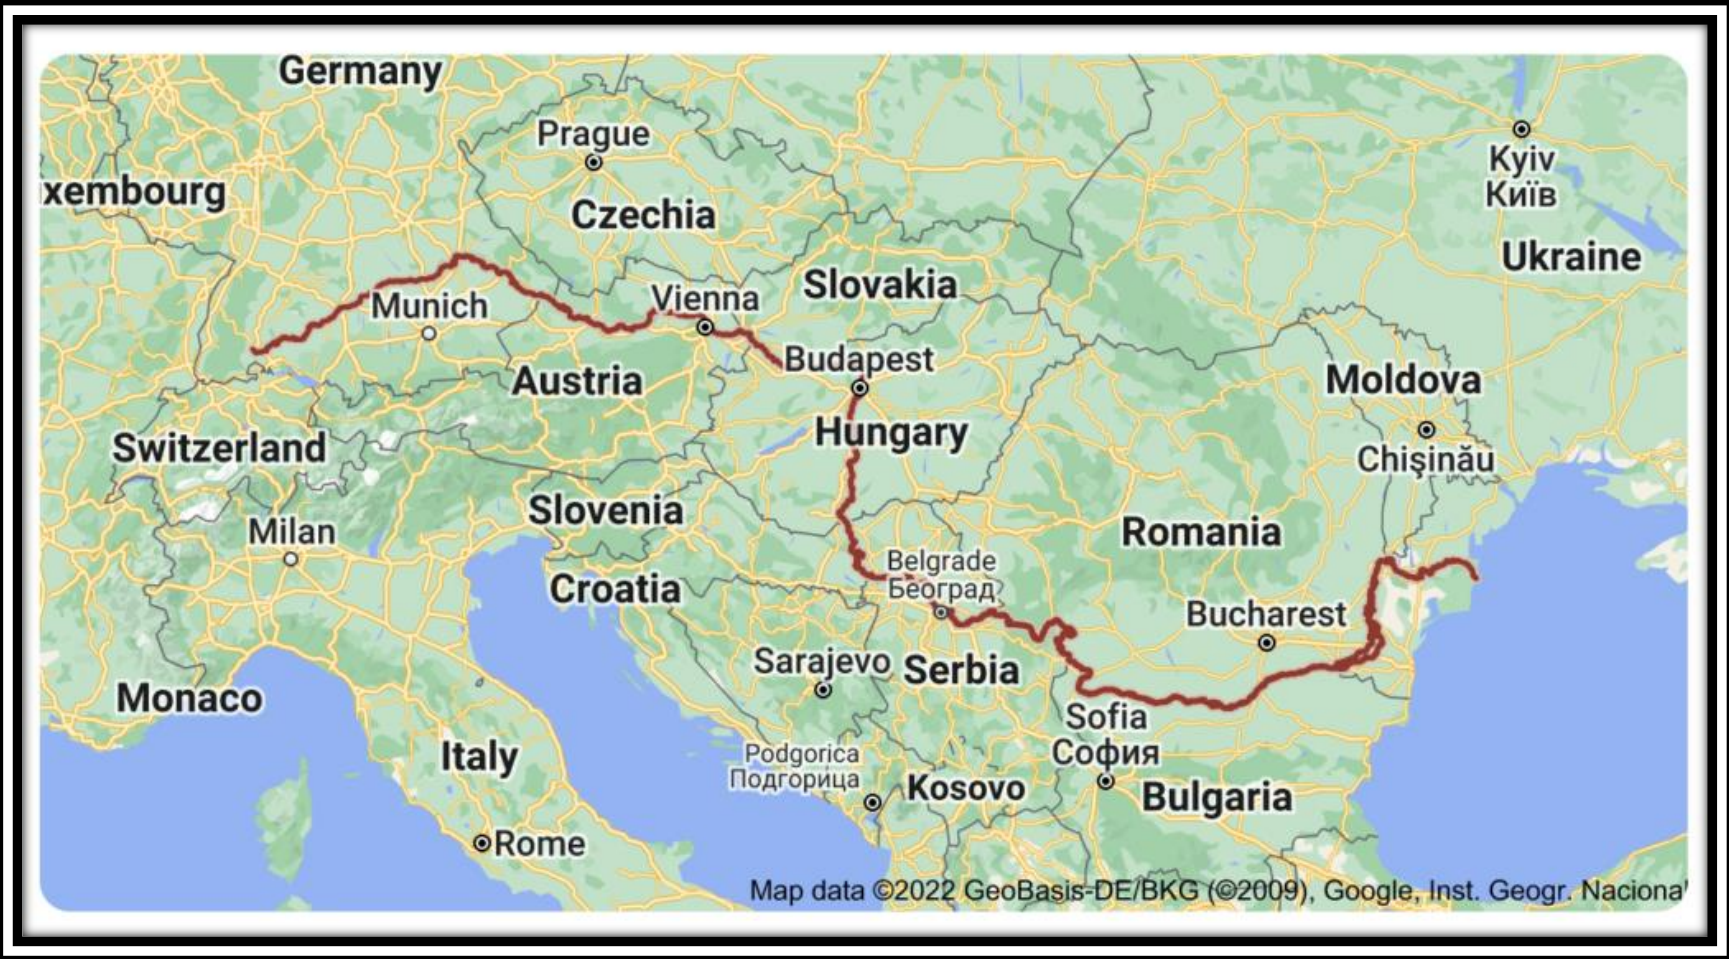 Germany
Prague
Kyiv
Київ
xembourg
Czechia
Ukraine
Slovakia
Munich
Vienna
Budapest
Austria
Moldova
Hungary
Switzerland
Chişinău
Slovenia
Milan
Romania
Belgrade
Београд
Croatia
Bucharest
Sarajevo
Serbia
Monaco
Sofia
София
Italy
Podgorica
Подгорица
Kosovo
Bulgaria
Rome
Map data ©2022 GeoBasis-DE/BKG (©2009), Google, Inst. Geogr. Naciona